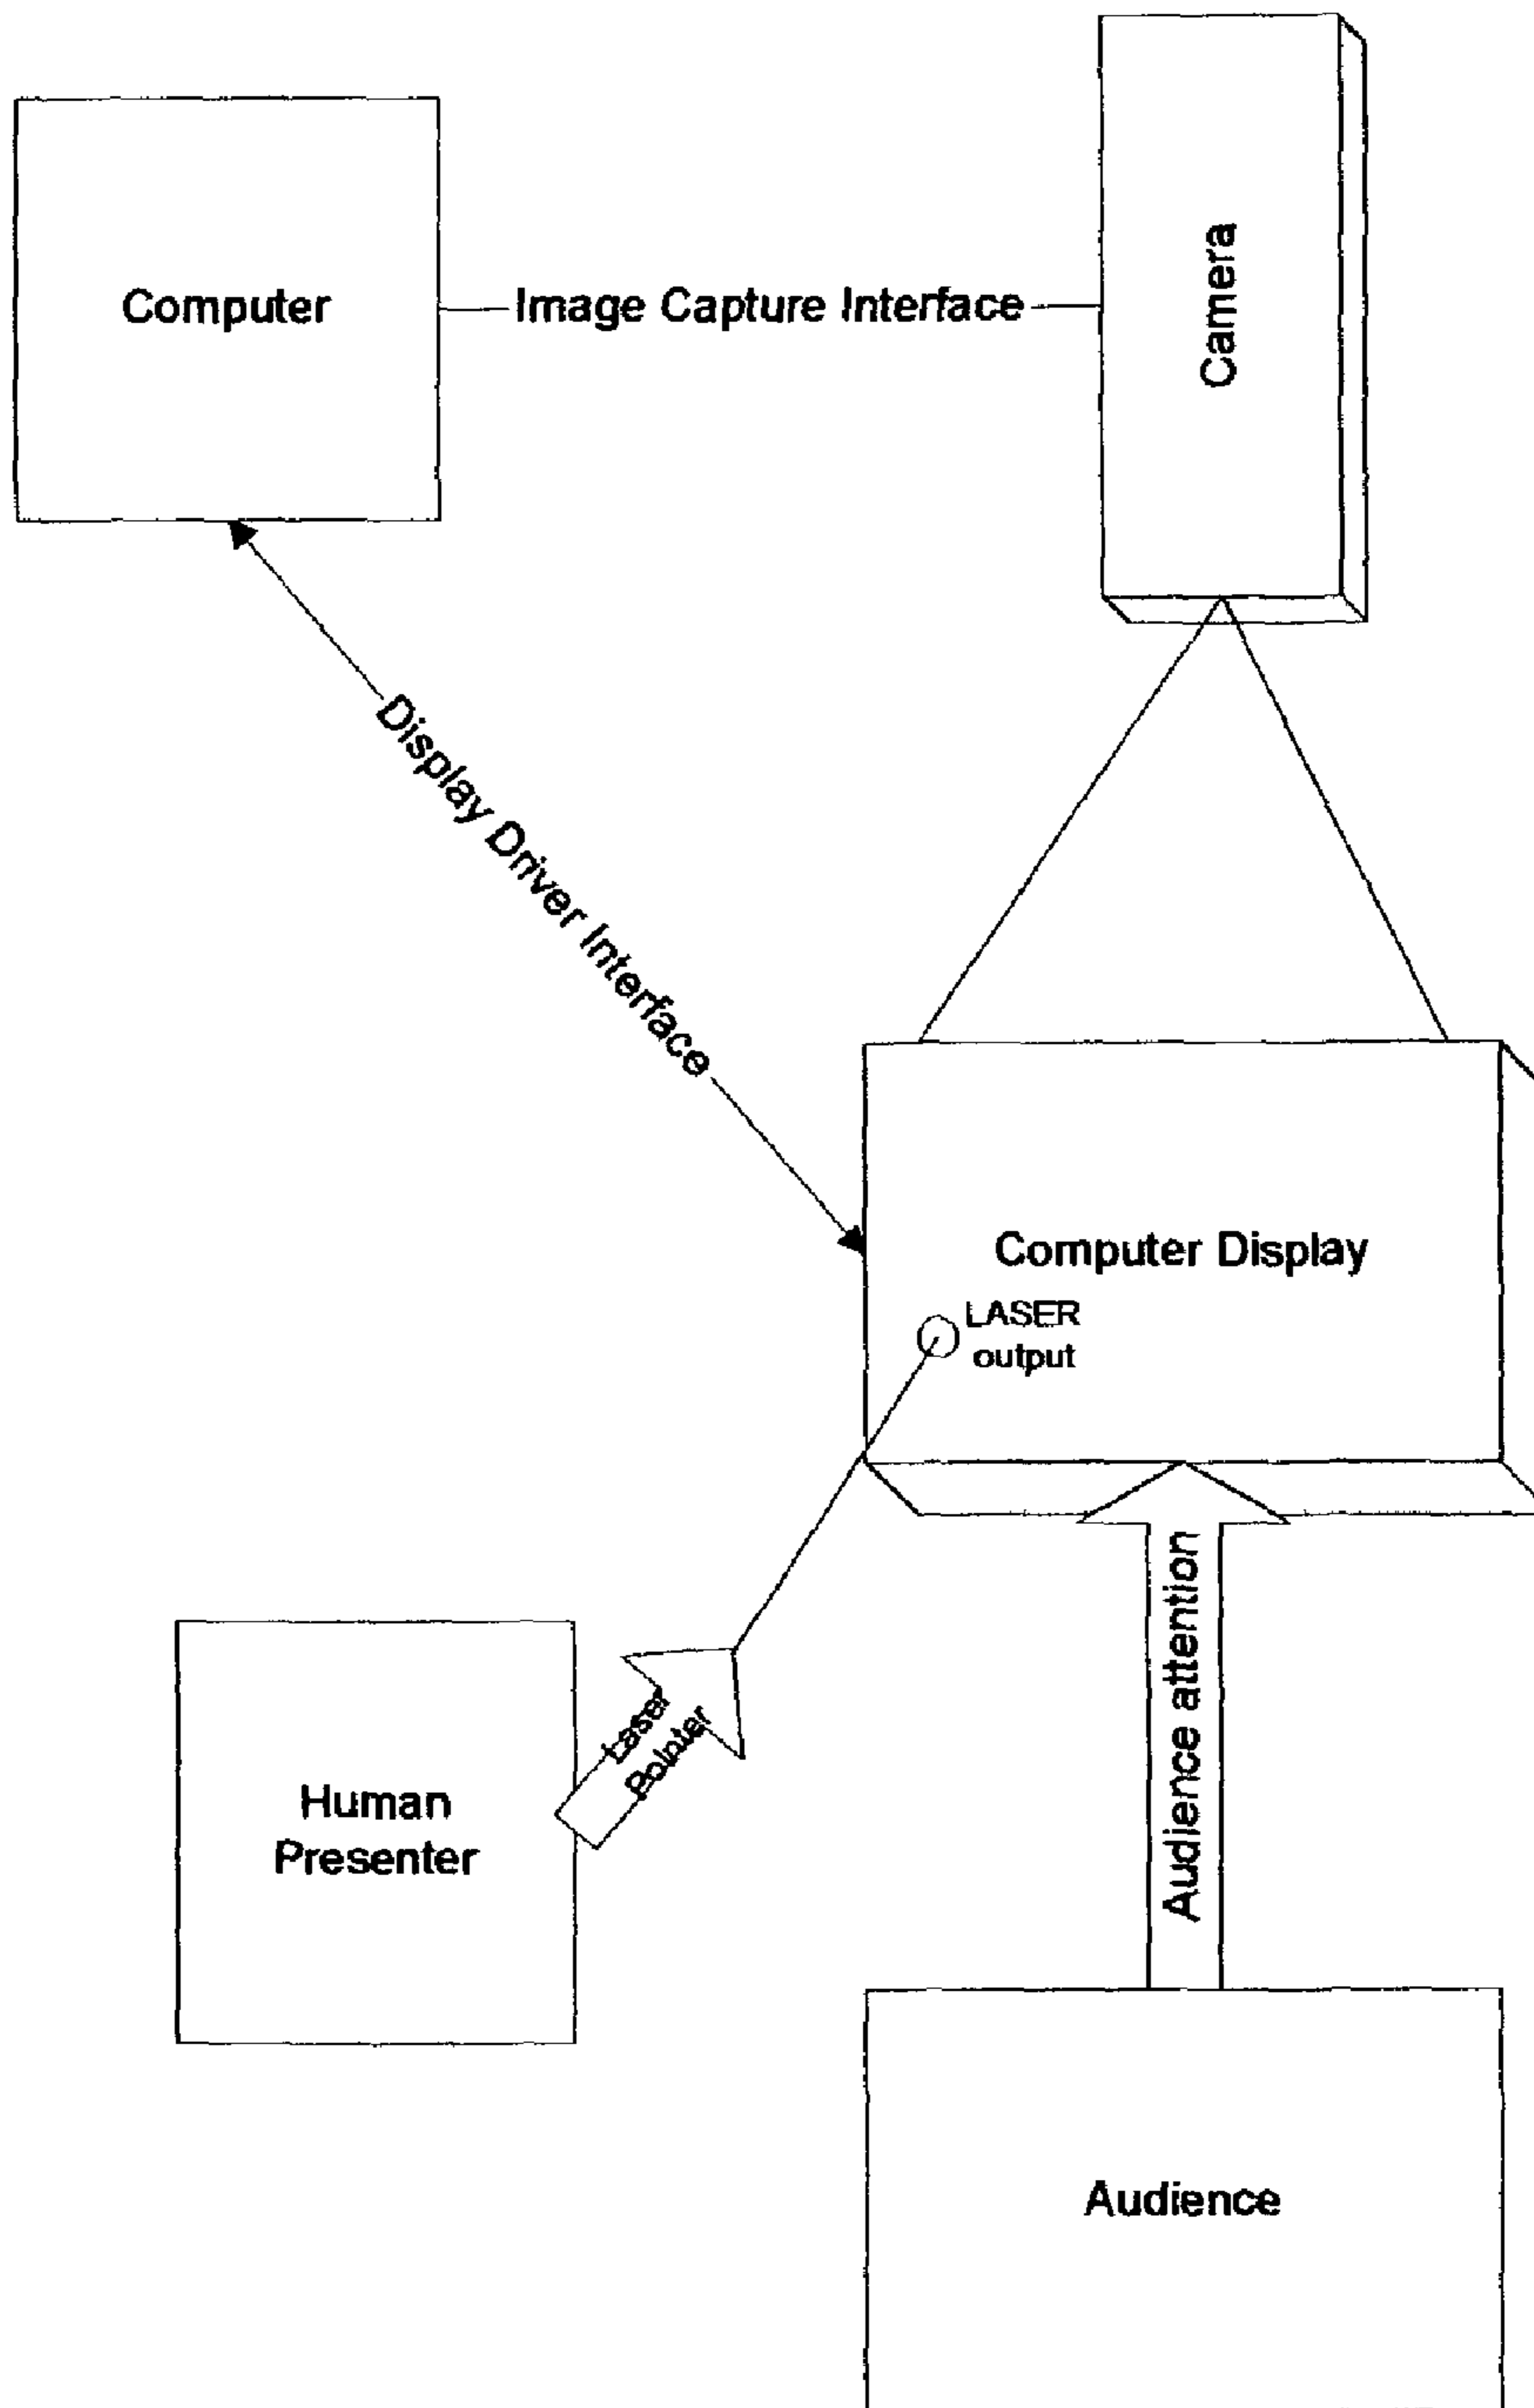 Computer
Image Capture Interface
Camera
Display Driver Interface
Computer Display
LASER
output
Laser
Pointer
Human
Presenter
Audience attention
Audience